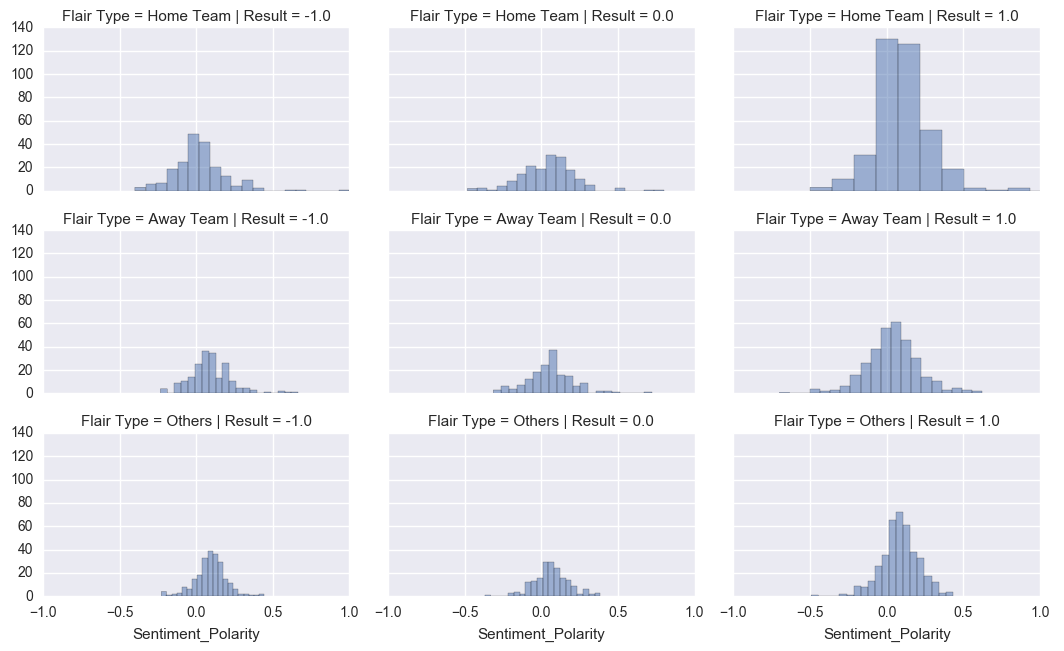 Flair Type = Home Team | Result = -1.0
Flair Type = Home Team | Result = 0.0
Flair Type = Home Team | Result = 1.0
140
120
100
80
60
40
20
0
Flair Type = Away Team | Result = -1.0
Flair Type = Away Team | Result = 0.0
Flair Type = Away Team | Result = 1.0
140
120
100
80
60
40
20
0
Flair Type = Others | Result = -1.0
Flair Type = Others | Result = 0.0
Flair Type = Others | Result = 1.0
140
120
100
80
60
40
20
0
−1.0 −0.5 0.0 0.5 1.0
−1.0 −0.5 0.0 0.5 1.0
−1.0 −0.5 0.0 0.5 1.0
Sentiment_Polarity
Sentiment_Polarity
Sentiment_Polarity